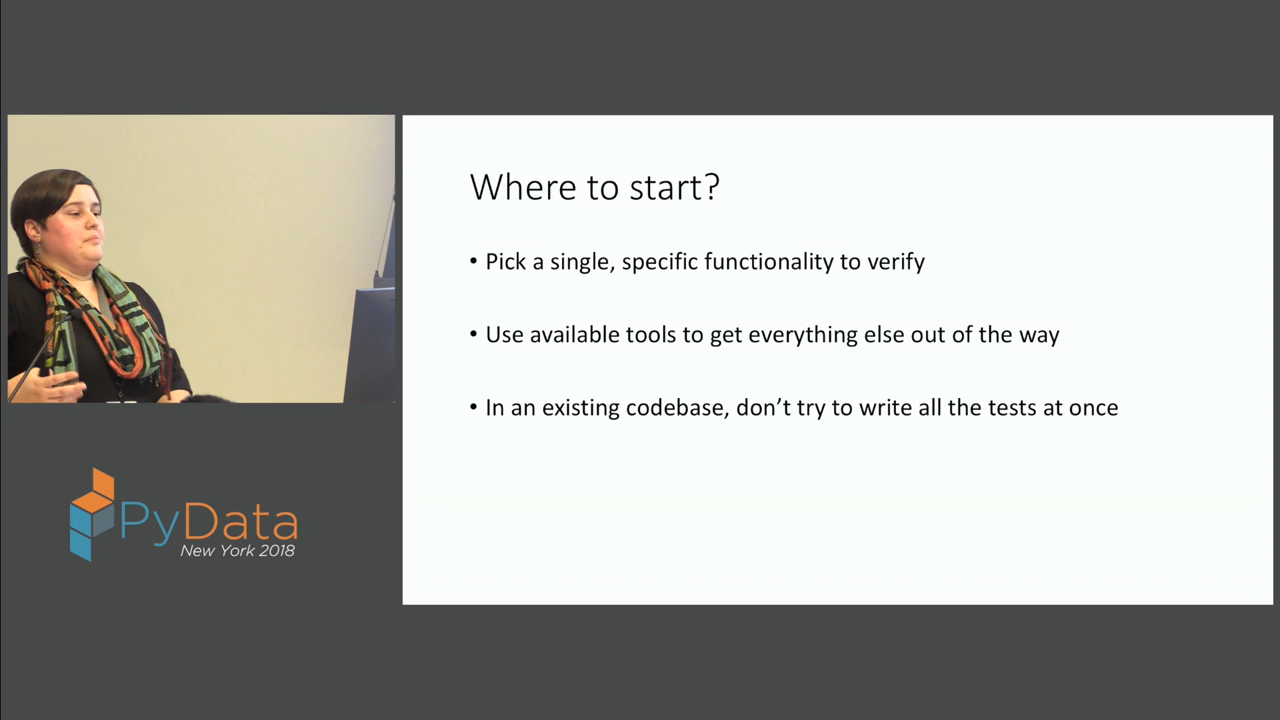 Where to start?
• Pick a single, specific functionality to verify
• Use available tools to get everything else out of the way
• In an existing codebase, don’t try to write all the tests at once
PyData
New York 2018